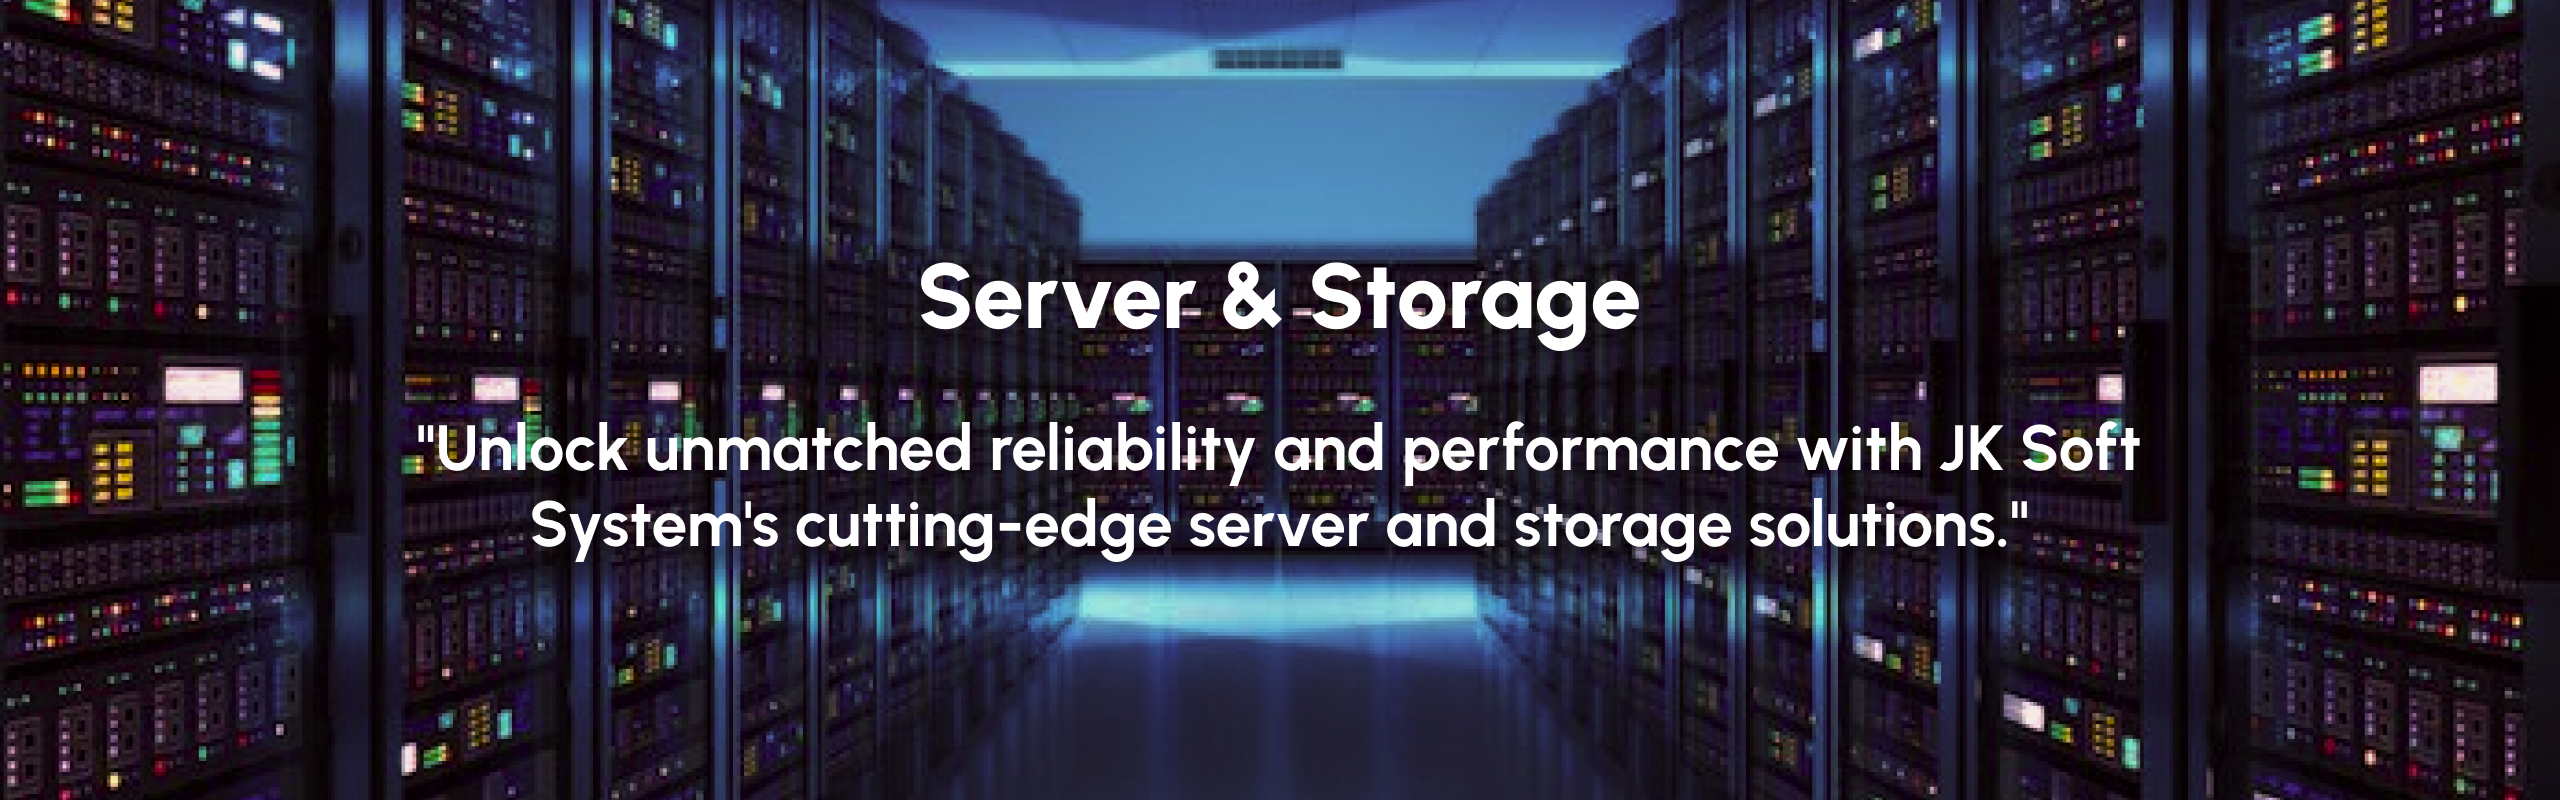 Server & Storage
"Unlock unmatched reliability and performance with JK Soft
System's cutting-edge server and storage solutions."